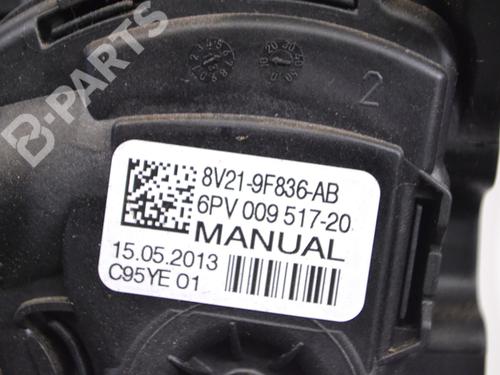 B-PARTS
2
8V21-9F836-AB
6PV 009 517-20
MANUAL
15.05.2013
C95YE 01